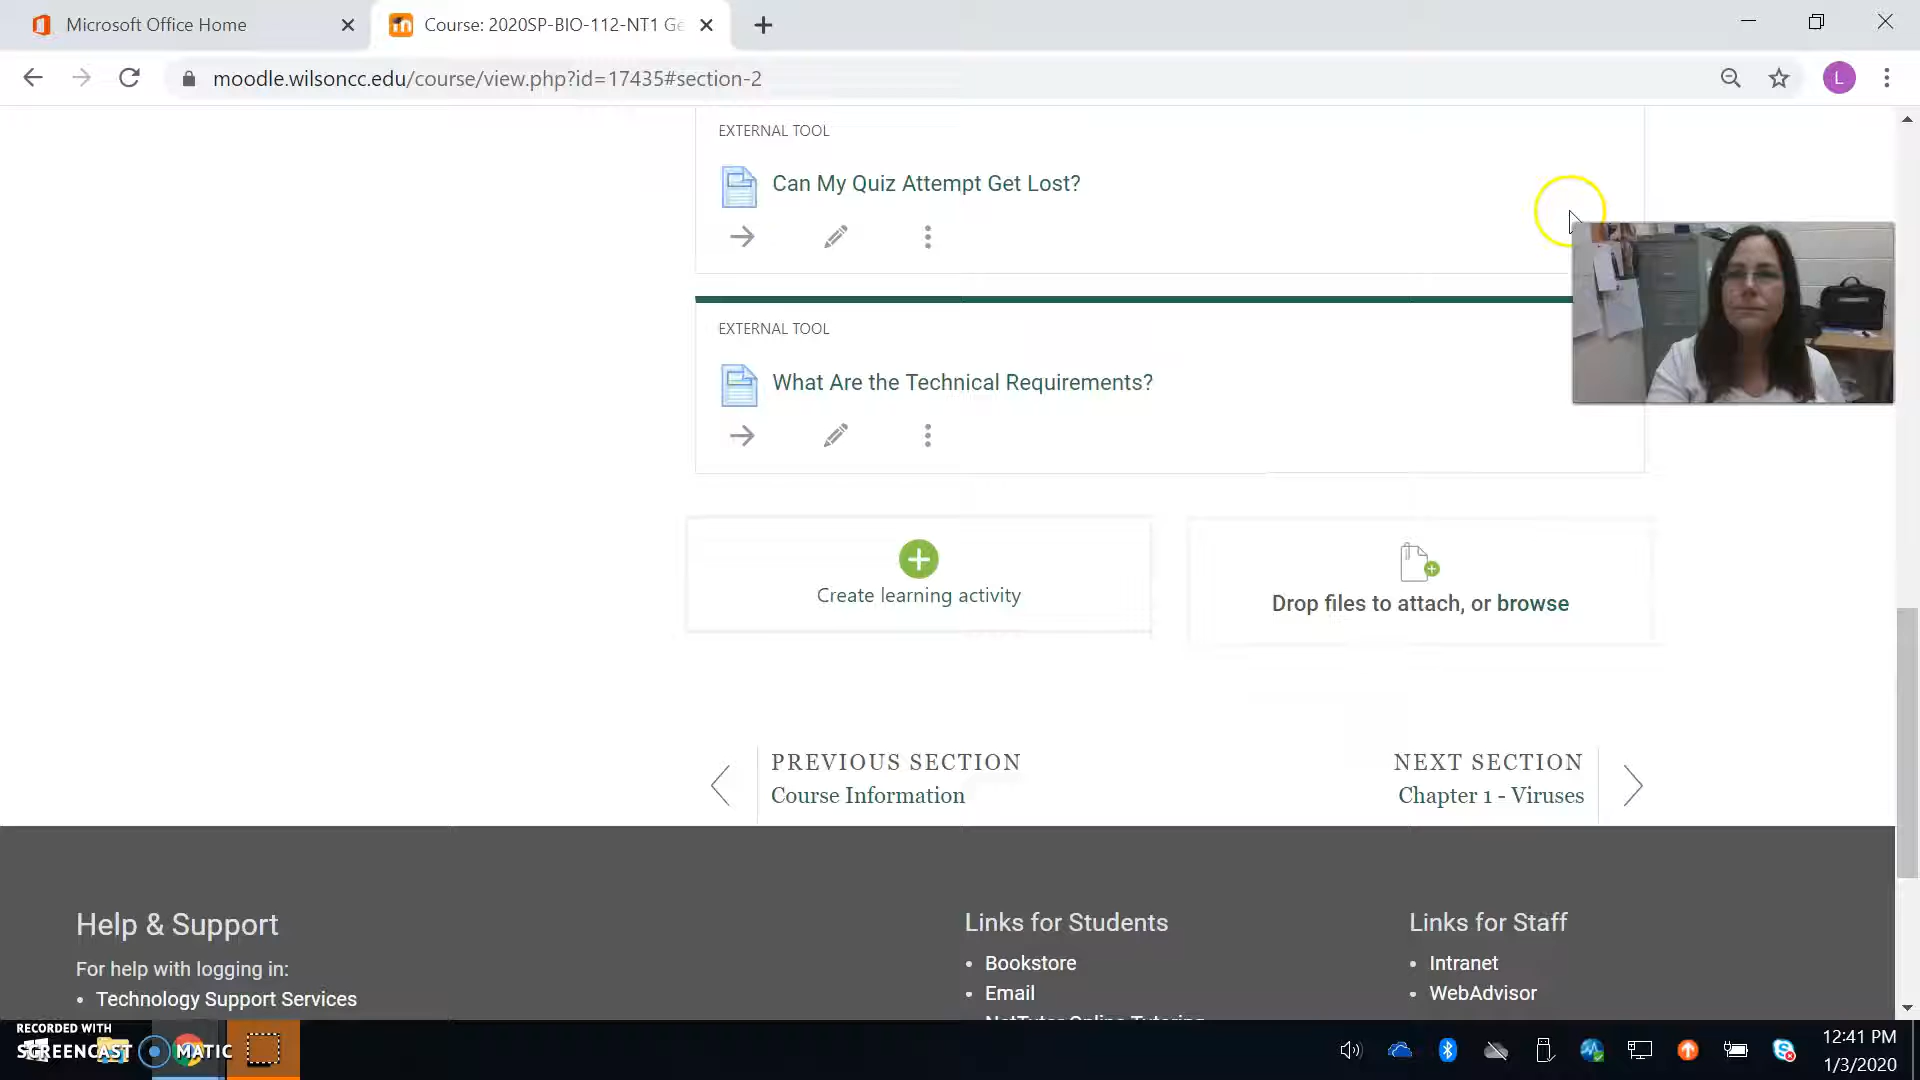 Microsoft Office Home
Course: 2020SP-BIO-112-NT1 Ge
moodle.wilsoncc.edu/course/view.php?id=17435#section-2
L
EXTERNAL TOOL
Can My Quiz Attempt Get Lost?
EXTERNAL TOOL
What Are the Technical Requirements?
Create learning activity
Drop files to attach, or browse
PREVIOUS SECTION
Course Information
NEXT SECTION
Chapter 1 - Viruses
Help & Support
For help with logging in:
Technology Support Services
Links for Students
Bookstore
Email
NetTutor Online Tutoring
Links for Staff
Intranet
WebAdvisor
RECORDED WITH
SCREENCAST MATIC
12:41 PM
1/3/2020